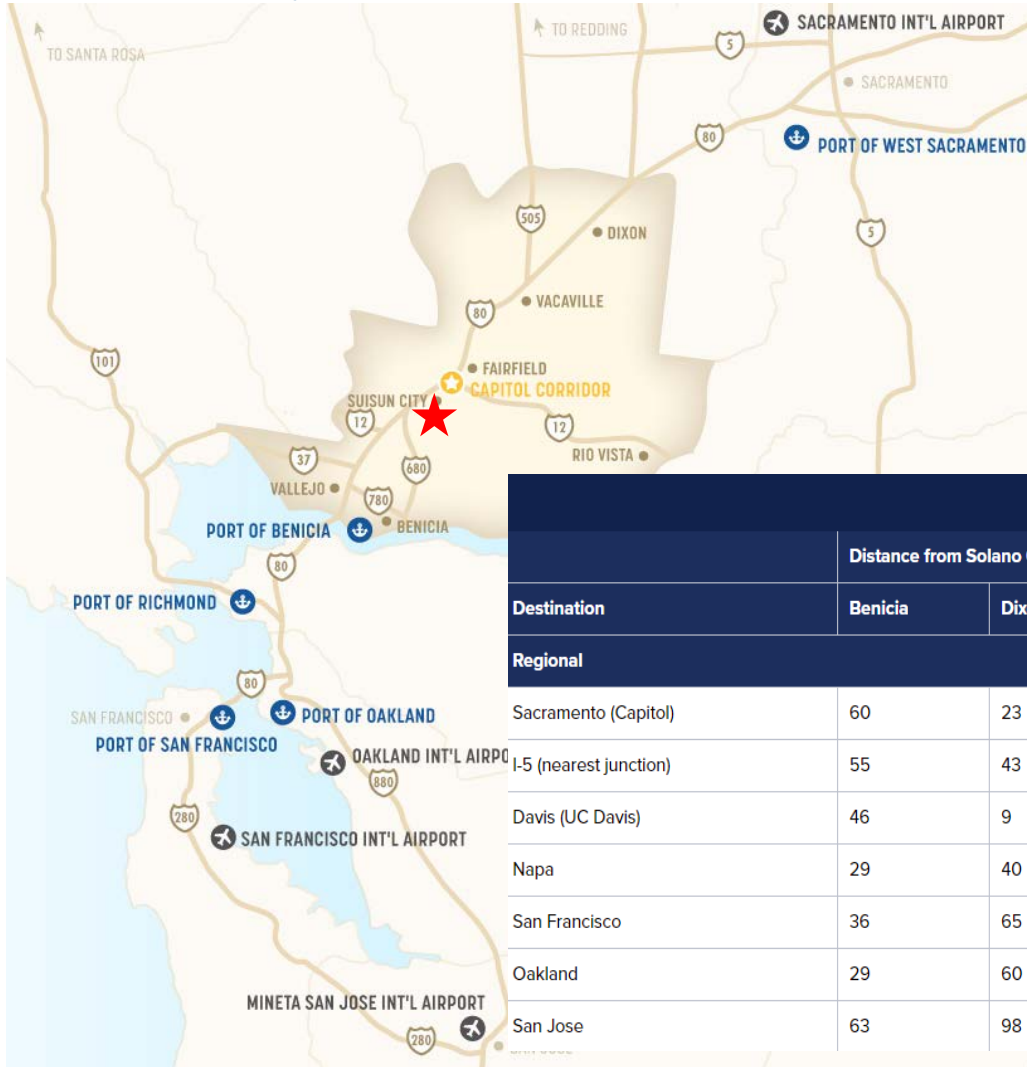 SACRAMENTO INT'L AIRPORT
TO REDDING
5
TO SANTA ROSA
SACRAMENTO
80
PORT OF WEST SACRAMENTO
505
DIXON
5
VACAVILLE
80
101
FAIRFIELD
CAPITOL CORRIDOR
SUISUN CITY
12
12
RIO VISTA
37
680
VALLEJO
780
PORT OF BENICIA
BENICIA
80
PORT OF RICHMOND
80
SAN FRANCISCO
PORT OF OAKLAND
PORT OF SAN FRANCISCO
OAKLAND INT'L AIRPO
880
280
SAN FRANCISCO INT'L AIRPORT
MINETA SAN JOSE INT'L AIRPORT
280
Distance from Solano
Destination Benicia Dix
Regional
Sacramento (Capitol) 60 23
I-5 (nearest junction) 55 43
Davis (UC Davis) 46 9
Napa 29 40
San Francisco 36 65
Oakland 29 60
San Jose 63 98